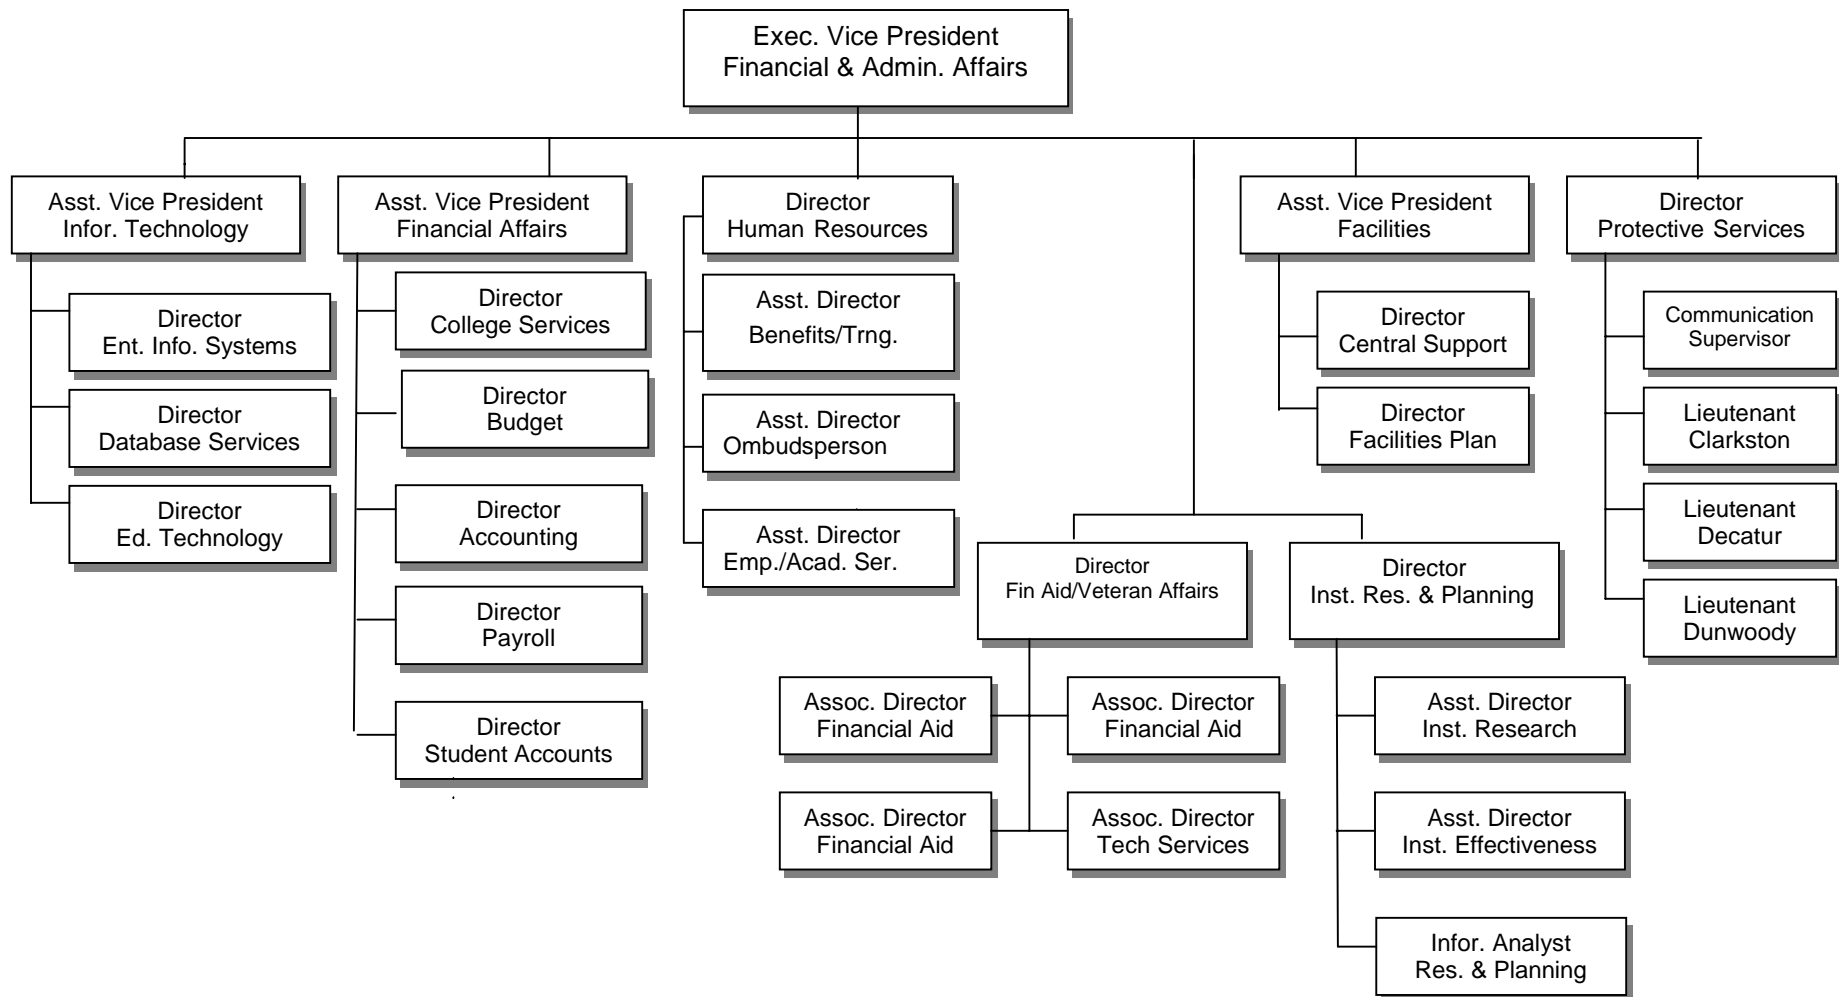 Exec. Vice President
Financial & Admin. Affairs
Asst. Vice President
Infor. Technology
Director
Ent. Info. Systems
Director
Database Services
Director
Ed. Technology
Asst. Vice President
Financial Affairs
Director
College Services
Director
Budget
Director
Accounting
Director
Payroll
Director
Student Accounts
Director
Human Resources
Asst. Director
Benefits/Trng.
Asst. Director
Ombudsperson
Asst. Director
Emp./Acad. Ser.
Director
Fin Aid/Veteran Affairs
Assoc. Director
Financial Aid
Assoc. Director
Financial Aid
Assoc. Director
Financial Aid
Assoc. Director
Tech Services
Director
Inst. Res. & Planning
Asst. Director
Inst. Research
Asst. Director
Inst. Effectiveness
Infor. Analyst
Res. & Planning
Asst. Vice President
Facilities
Director
Central Support
Director
Facilities Plan
Director
Protective Services
Communication
Supervisor
Lieutenant
Clarkston
Lieutenant
Decatur
Lieutenant
Dunwoody